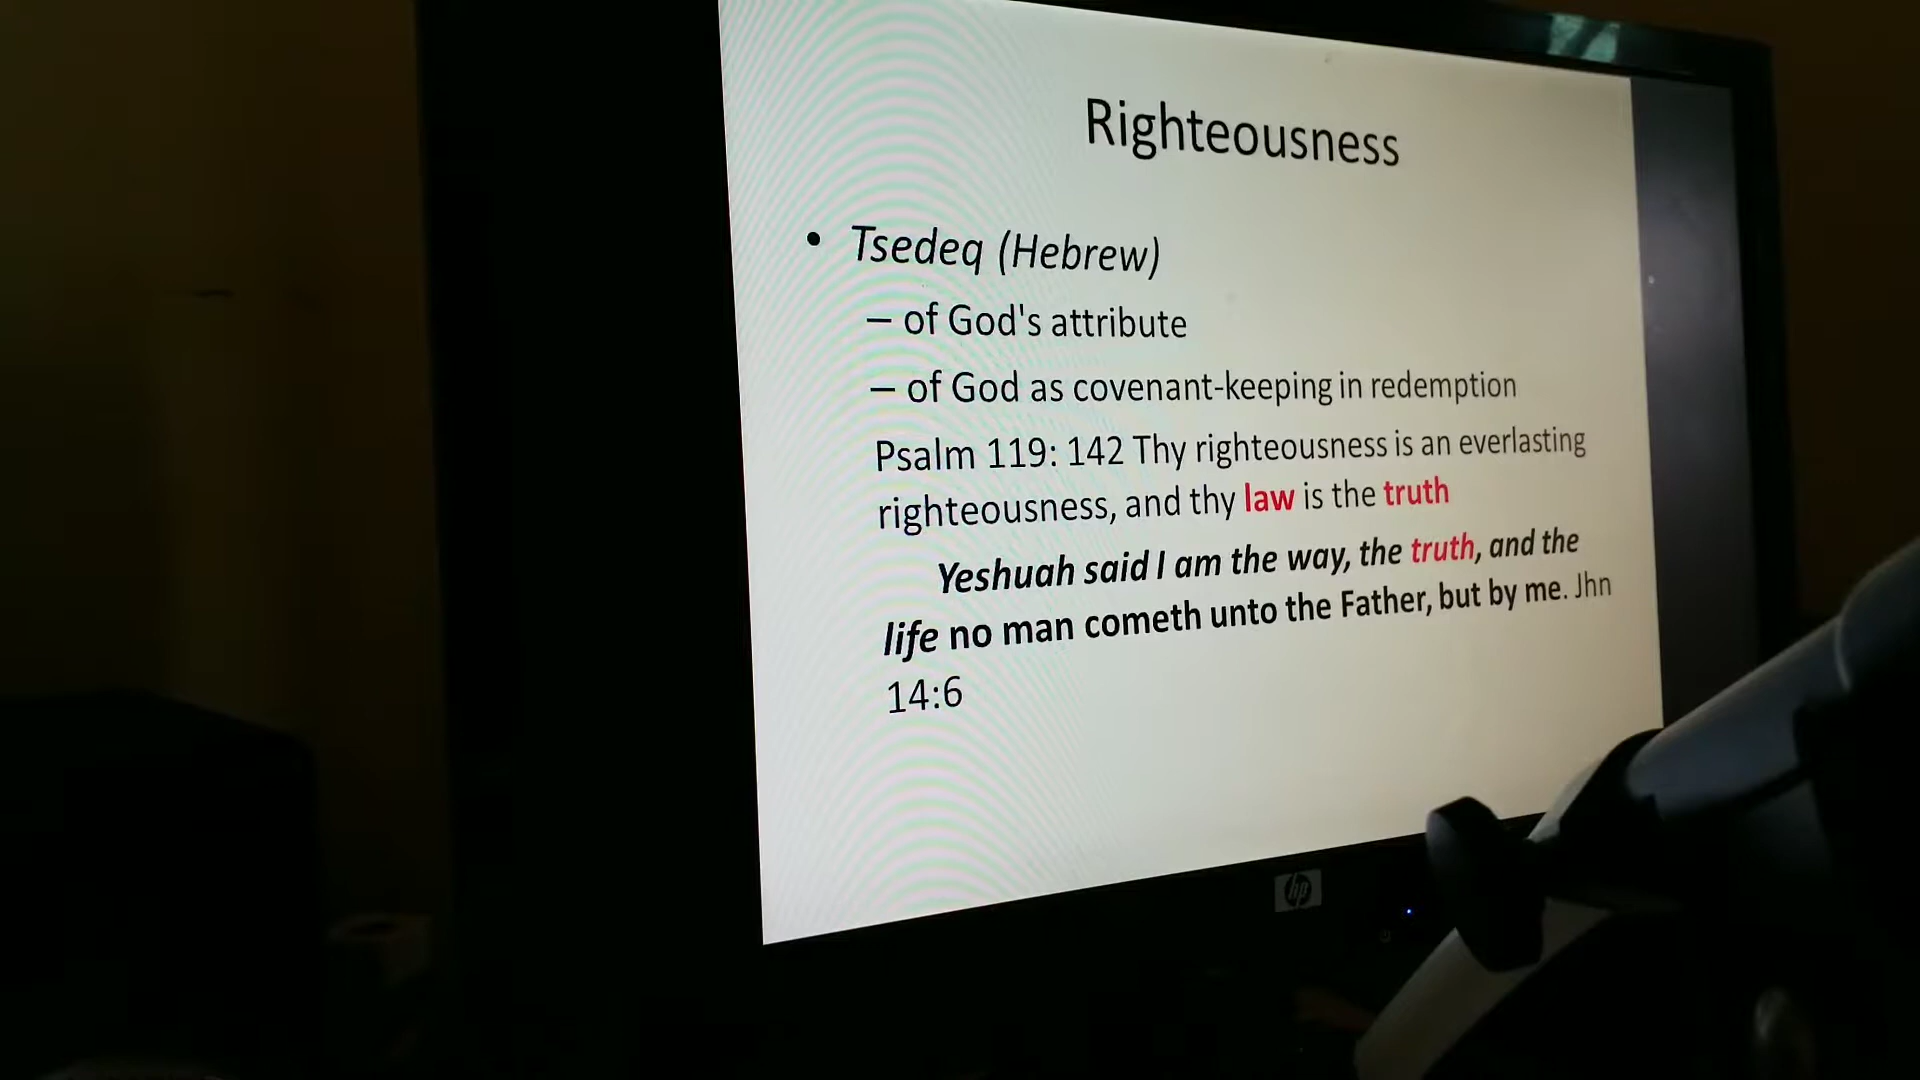 Righteousness
• Tsedeq (Hebrew)
– of God's attribute
– of God as covenant-keeping in redemption
Psalm 119: 142 Thy righteousness is an everlasting
righteousness, and thy law is the truth
Yeshuah said I am the way, the truth, and the
life no man cometh unto the Father, but by me. Jhn
14:6
hp